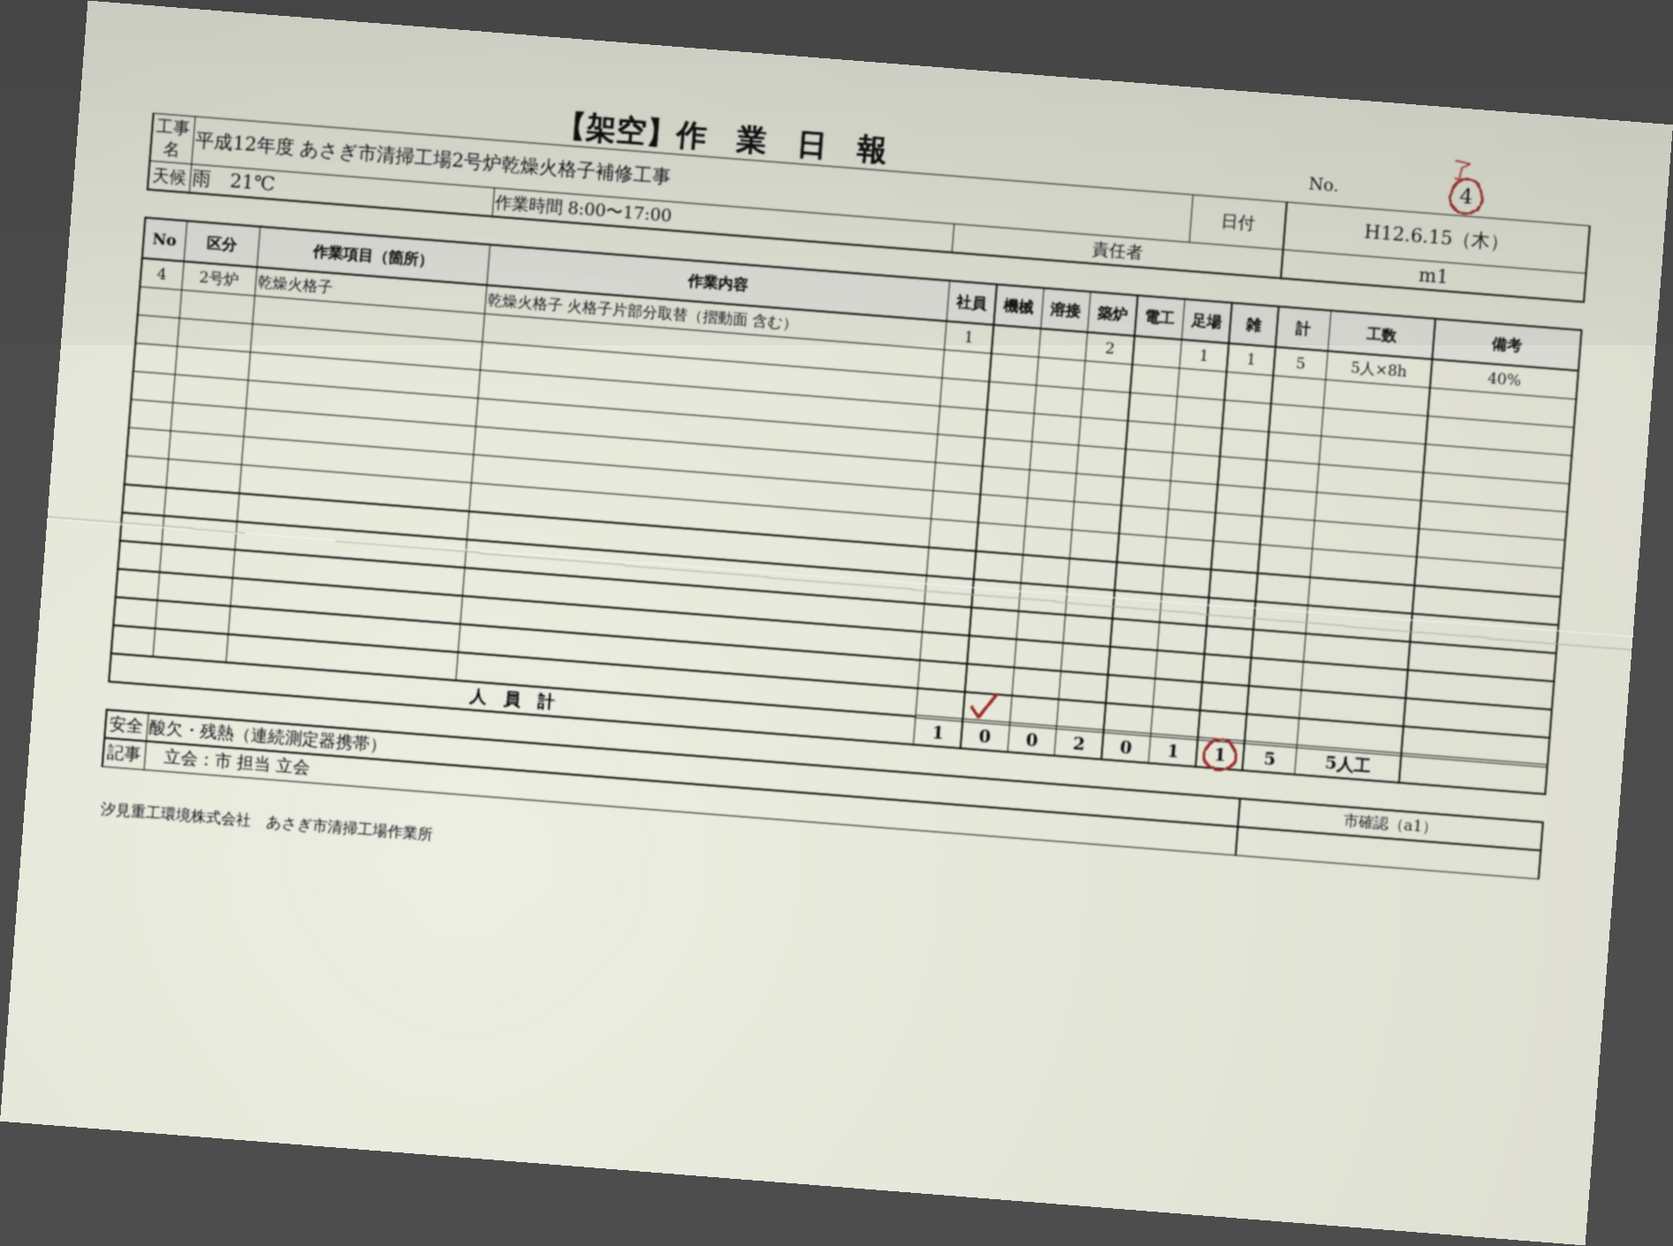 【架空】作 業 日 報
No. 4
工事名 平成12年度 あさぎ市清掃工場2号炉乾燥火格子補修工事 日付 H12.6.15（木）
天候 雨 21℃ 作業時間 8:00〜17:00 責任者 m1
No 区分 作業項目（箇所） 作業内容 社員 機械 溶接 築炉 電工 足場 雑 計 工数 備考
4 2号炉 乾燥火格子 乾燥火格子 火格子片部分取替（摺動面 含む） 1 2 1 1 5 5人×8h 40%
人 員 計 1 0 0 2 0 1 1 5 5人工
安全 酸欠・残熱（連続測定器携帯） 市確認（a1）
記事 立会：市 担当 立会
汐見重工環境株式会社 あさぎ市清掃工場作業所